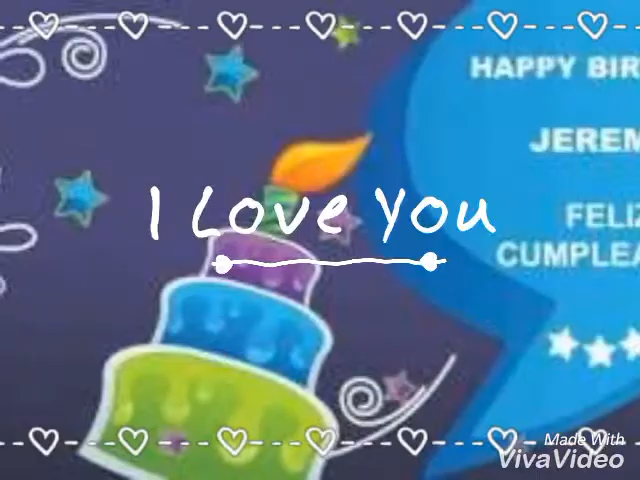 HAPPY BIR
JEREM
I Love You
FELIZ
CUMPLEA
Made With
VivaVideo